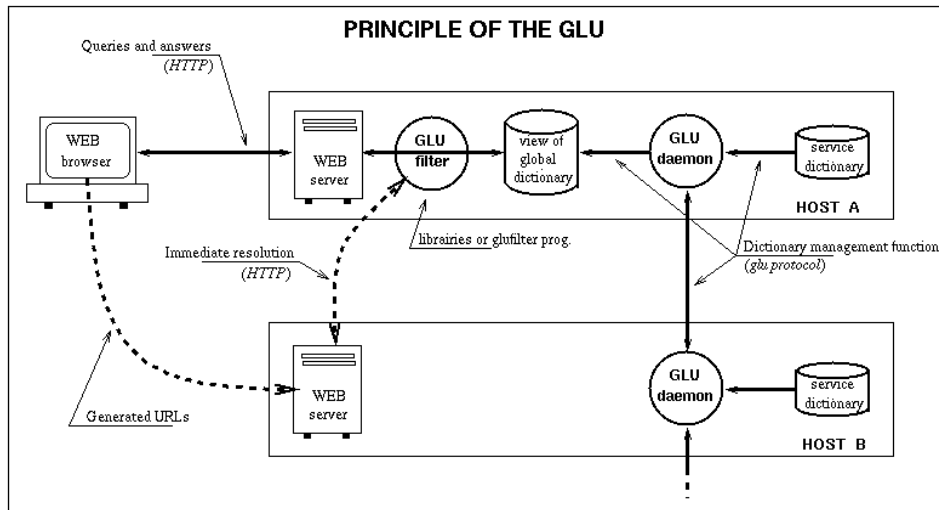 PRINCIPLE OF THE GLU
Queries and answers
(HTTP)
WEB
browser
WEB
server
GLU
filter
view of
global
dictionary
GLU
daemon
service
dictionary
HOST A
librairies or glufilter prog.
Immediate resolution
(HTTP)
Dictionary management function
(glu protocol)
WEB
server
GLU
daemon
service
dictionary
Generated URLs
HOST B